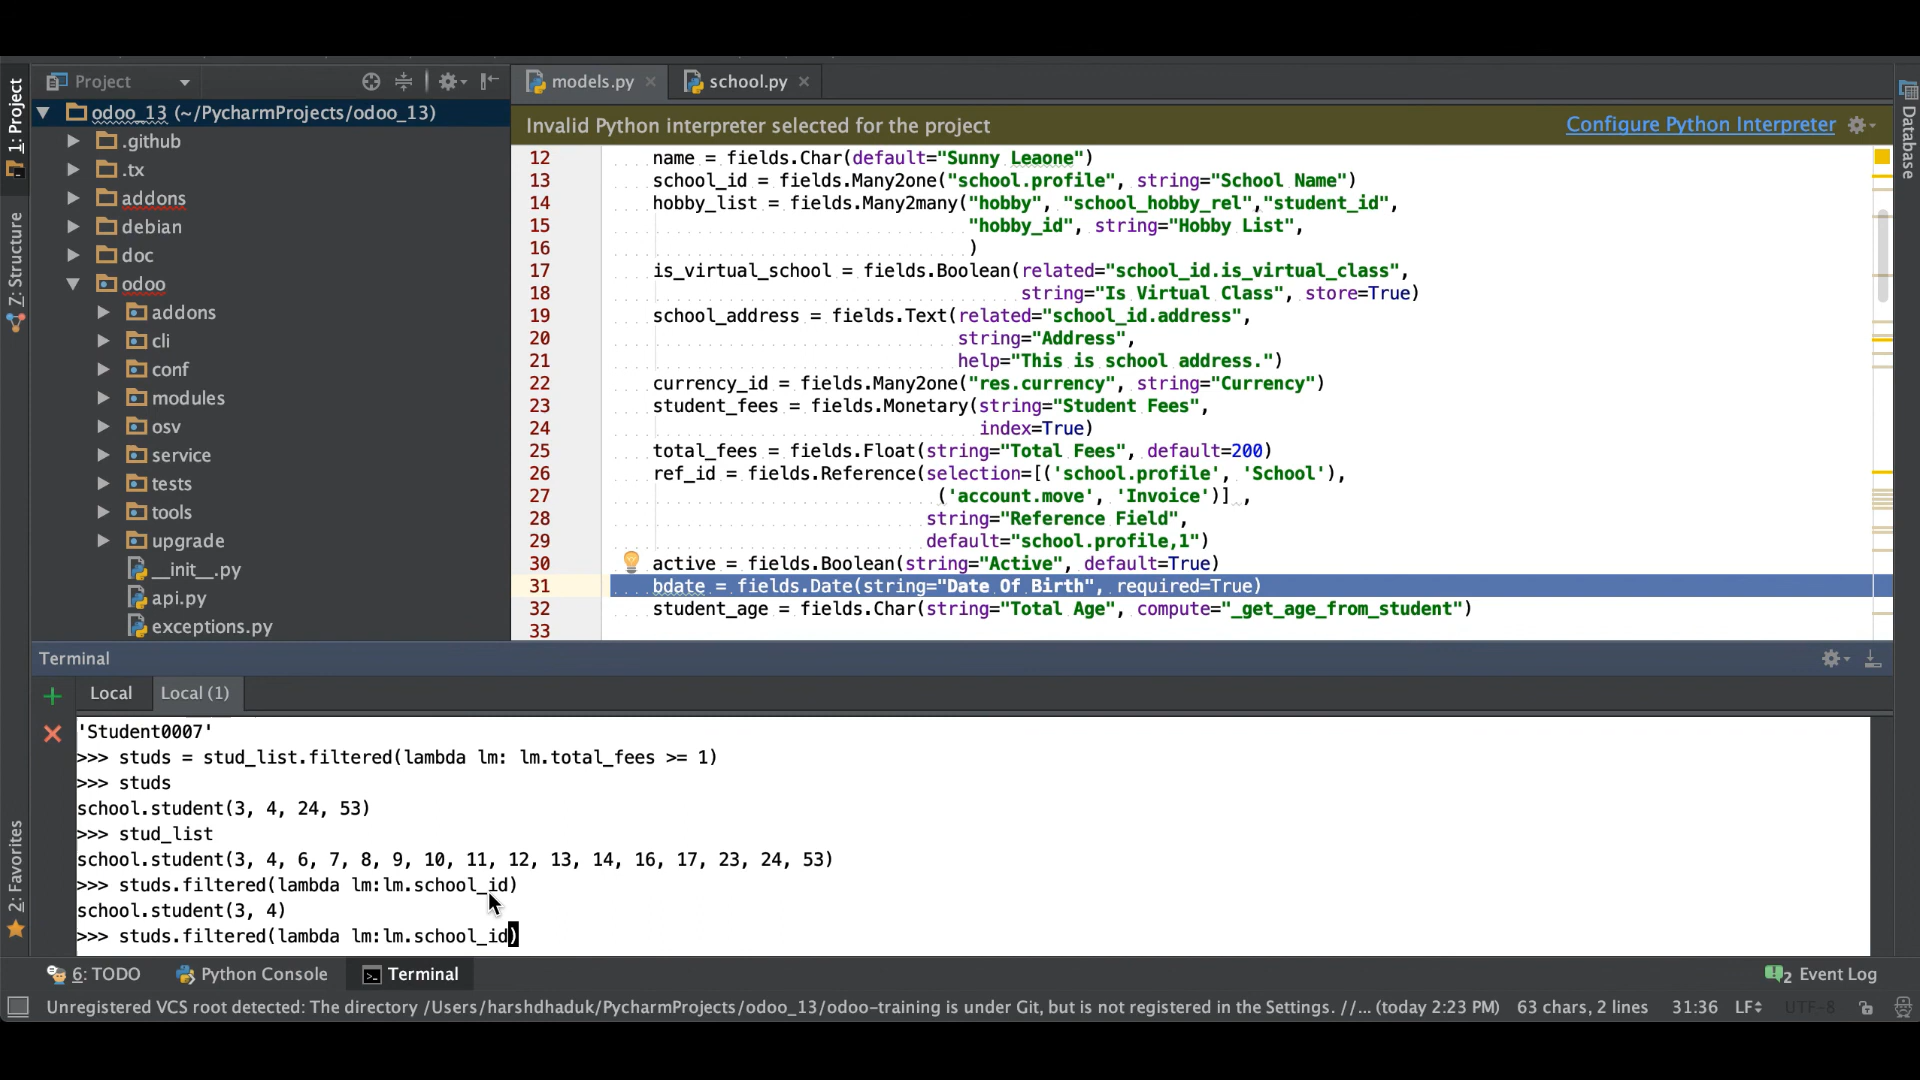 1: Project
Project
odoo_13 (~/PycharmProjects/odoo_13)
.github
.tx
addons
debian
doc
odoo
addons
cli
conf
modules
osv
service
tests
tools
upgrade
__init__.py
api.py
exceptions.py
Z: Structure
2: Favorites
models.py
school.py
Invalid Python interpreter selected for the project
Configure Python Interpreter
Database
12 name = fields.Char(default="Sunny Leaone")
13 school_id = fields.Many2one("school.profile", string="School Name")
14 hobby_list = fields.Many2many("hobby", "school_hobby_rel","student_id",
15 "hobby_id", string="Hobby List",
16 )
17 is_virtual_school = fields.Boolean(related="school_id.is_virtual_class",
18 string="Is Virtual Class", store=True)
19 school_address = fields.Text(related="school_id.address",
20 string="Address",
21 help="This is school address.")
22 currency_id = fields.Many2one("res.currency", string="Currency")
23 student_fees = fields.Monetary(string="Student Fees",
24 index=True)
25 total_fees = fields.Float(string="Total Fees", default=200)
26 ref_id = fields.Reference(selection=[('school.profile', 'School'),
27 ('account.move', 'Invoice')] ,
28 string="Reference Field",
29 default="school.profile,1")
30 active = fields.Boolean(string="Active", default=True)
31 bdate = fields.Date(string="Date Of Birth", required=True)
32 student_age = fields.Char(string="Total Age", compute="_get_age_from_student")
33
Terminal
Local
Local (1)
'Student0007'
>>> studs = stud_list.filtered(lambda lm: lm.total_fees >= 1)
>>> studs
school.student(3, 4, 24, 53)
>>> stud_list
school.student(3, 4, 6, 7, 8, 9, 10, 11, 12, 13, 14, 16, 17, 23, 24, 53)
>>> studs.filtered(lambda lm:lm.school_id)
school.student(3, 4)
>>> studs.filtered(lambda lm:lm.school_id)
6: TODO
Python Console
Terminal
2 Event Log
Unregistered VCS root detected: The directory /Users/harshdhaduk/PycharmProjects/odoo_13/odoo-training is under Git, but is not registered in the Settings. //... (today 2:23 PM)
63 chars, 2 lines
31:36
LF
UTF-8